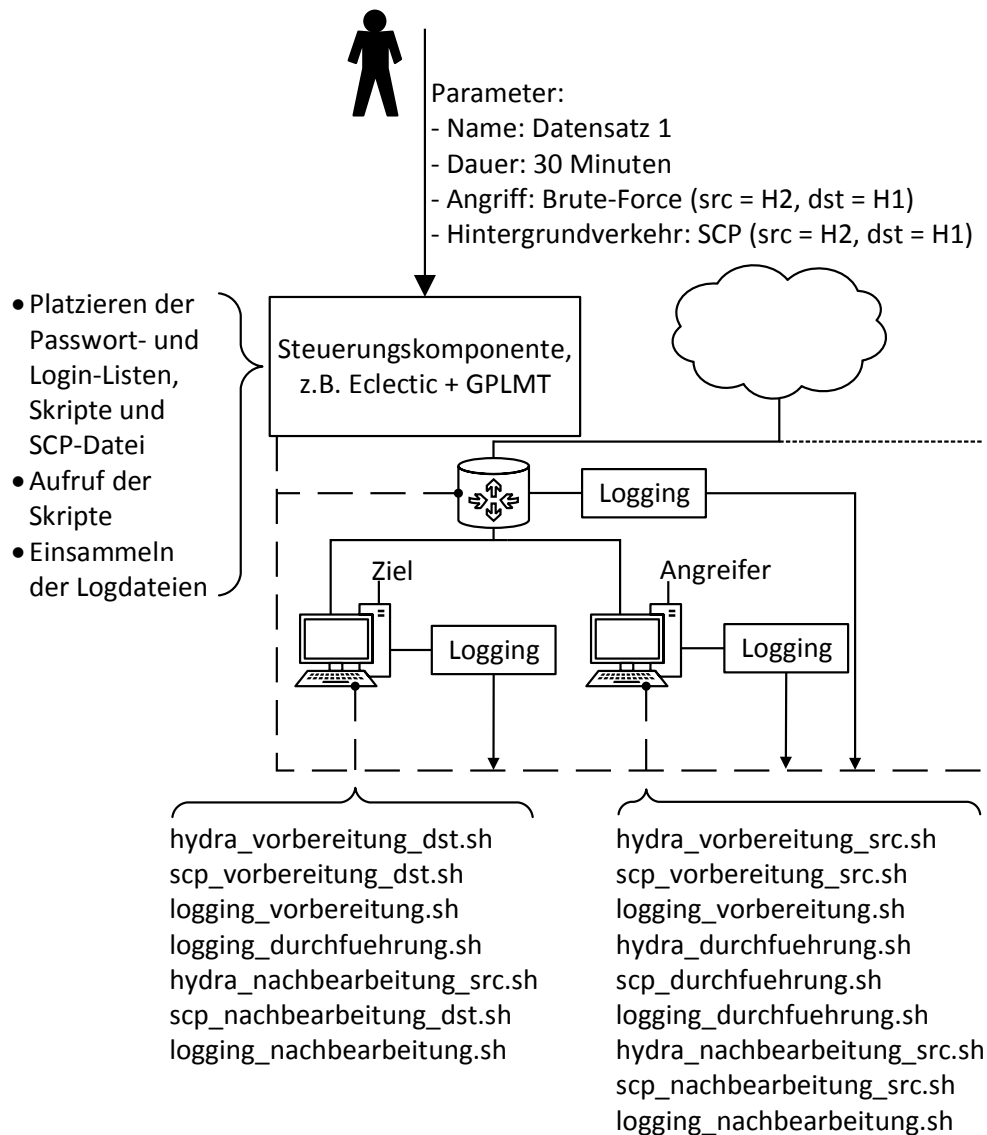 Parameter:
- Name: Datensatz 1
- Dauer: 30 Minuten
- Angriff: Brute-Force (src = H2, dst = H1)
- Hintergrundverkehr: SCP (src = H2, dst = H1)
• Platzieren der
Passwort- und
Login-Listen,
Skripte und
SCP-Datei
• Aufruf der
Skripte
• Einsammeln
der Logdateien
Steuerungskomponente,
z.B. Eclectic + GPLMT
Logging
Ziel
Angreifer
Logging
Logging
hydra_vorbereitung_dst.sh
scp_vorbereitung_dst.sh
logging_vorbereitung.sh
logging_durchfuehrung.sh
hydra_nachbearbeitung_src.sh
scp_nachbearbeitung_dst.sh
logging_nachbearbeitung.sh
hydra_vorbereitung_src.sh
scp_vorbereitung_src.sh
logging_vorbereitung.sh
hydra_durchfuehrung.sh
scp_durchfuehrung.sh
logging_durchfuehrung.sh
hydra_nachbearbeitung_src.sh
scp_nachbearbeitung_src.sh
logging_nachbearbeitung.sh